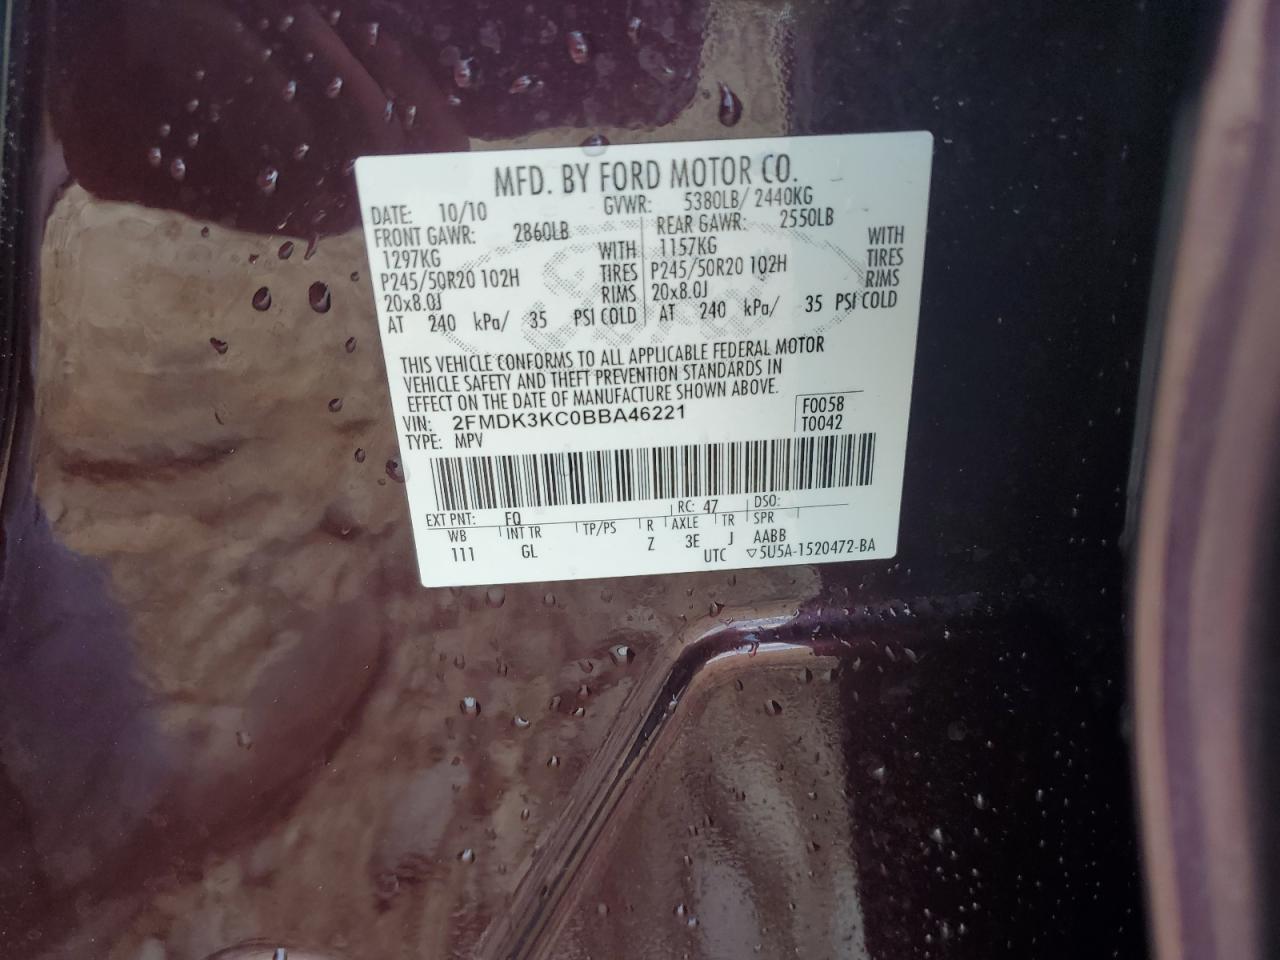 MFD. BY FORD MOTOR CO.
DATE: 10/10 GVWR: 5380LB/ 2440KG
FRONT GAWR: 2860LB REAR GAWR: 2550LB
1297KG WITH 1157KG WITH
P245/50R20 102H TIRES P245/50R20 102H TIRES
20x8.0J RIMS 20x8.0J RIMS
AT 240 kPa/ 35 PSI COLD AT 240 kPa/ 35 PSI COLD
THIS VEHICLE CONFORMS TO ALL APPLICABLE FEDERAL MOTOR
VEHICLE SAFETY AND THEFT PREVENTION STANDARDS IN
EFFECT ON THE DATE OF MANUFACTURE SHOWN ABOVE.
VIN: 2FMDK3KC0BBA46221 F0058
TYPE: MPV T0042
EXT PNT: FQ RC: 47 DSO:
WB INT TR TP/PS R AXLE TR SPR
111 GL Z 3E J AABB
UTC ▽5U5A-1520472-BA